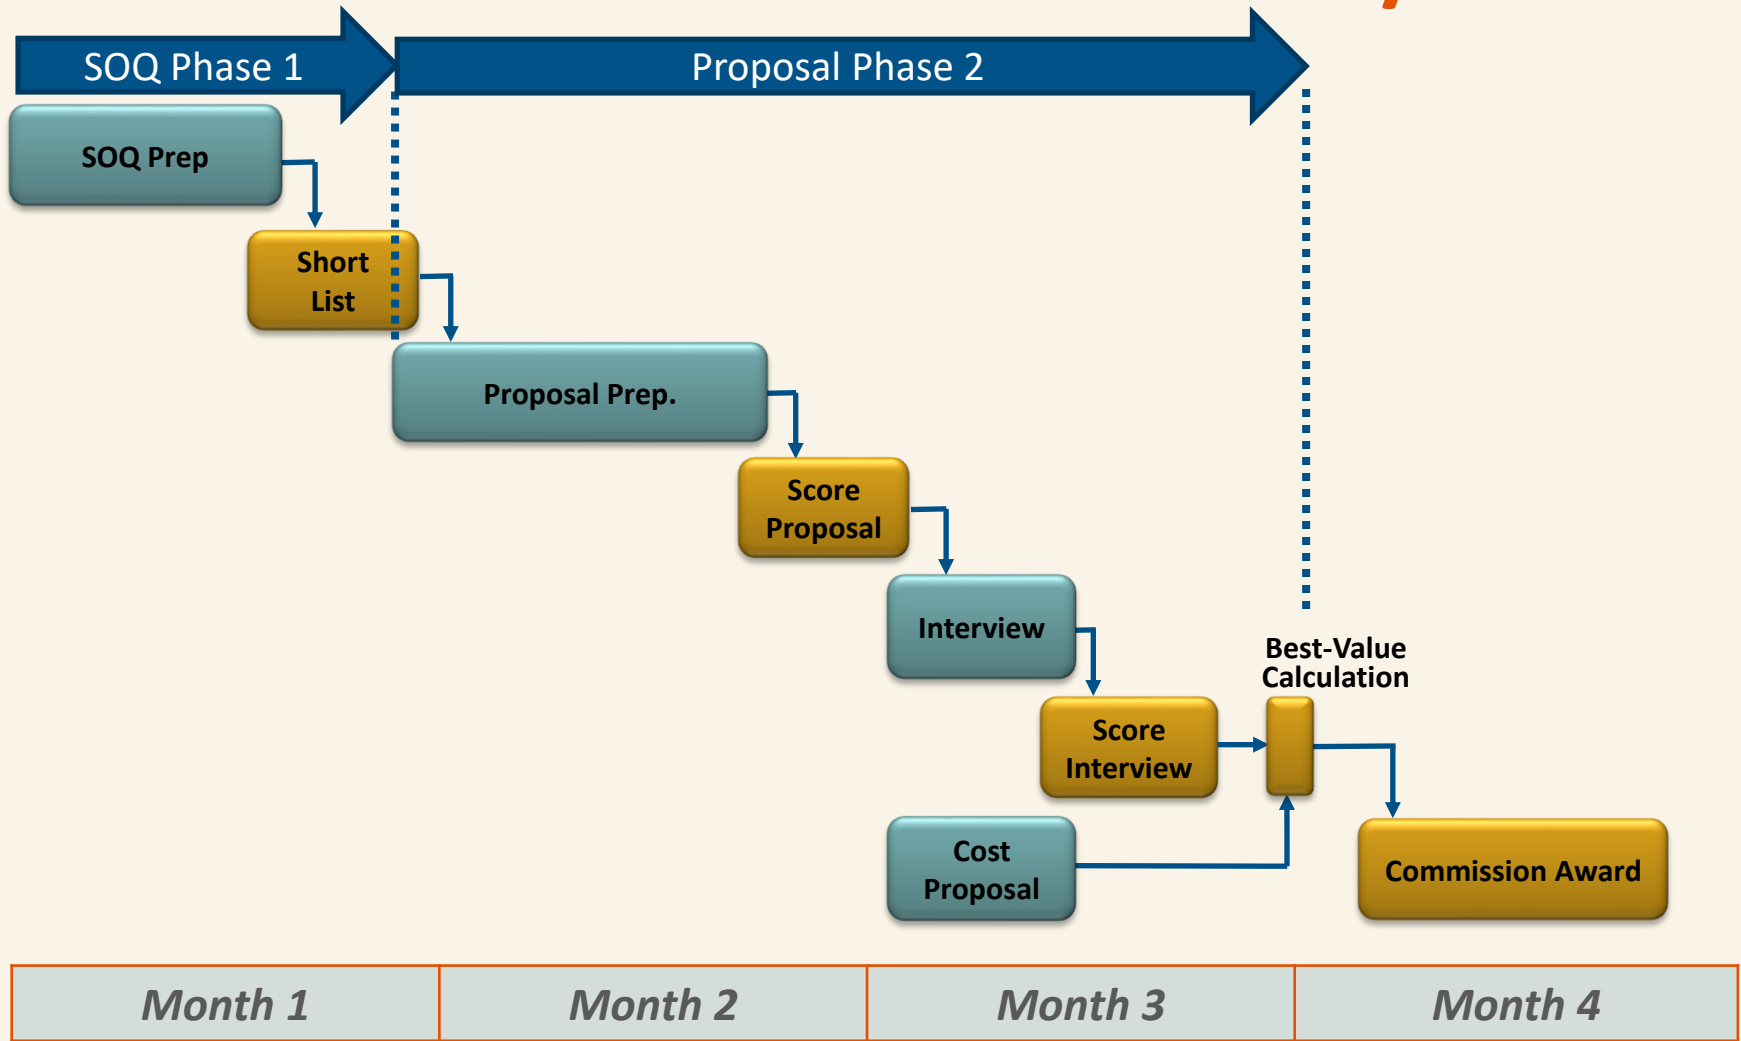 SOQ Phase 1
Proposal Phase 2
SOQ Prep
Short
List
Proposal Prep.
Score
Proposal
Interview
Best-Value
Calculation
Score
Interview
Cost
Proposal
Commission Award
Month 1
Month 2
Month 3
Month 4